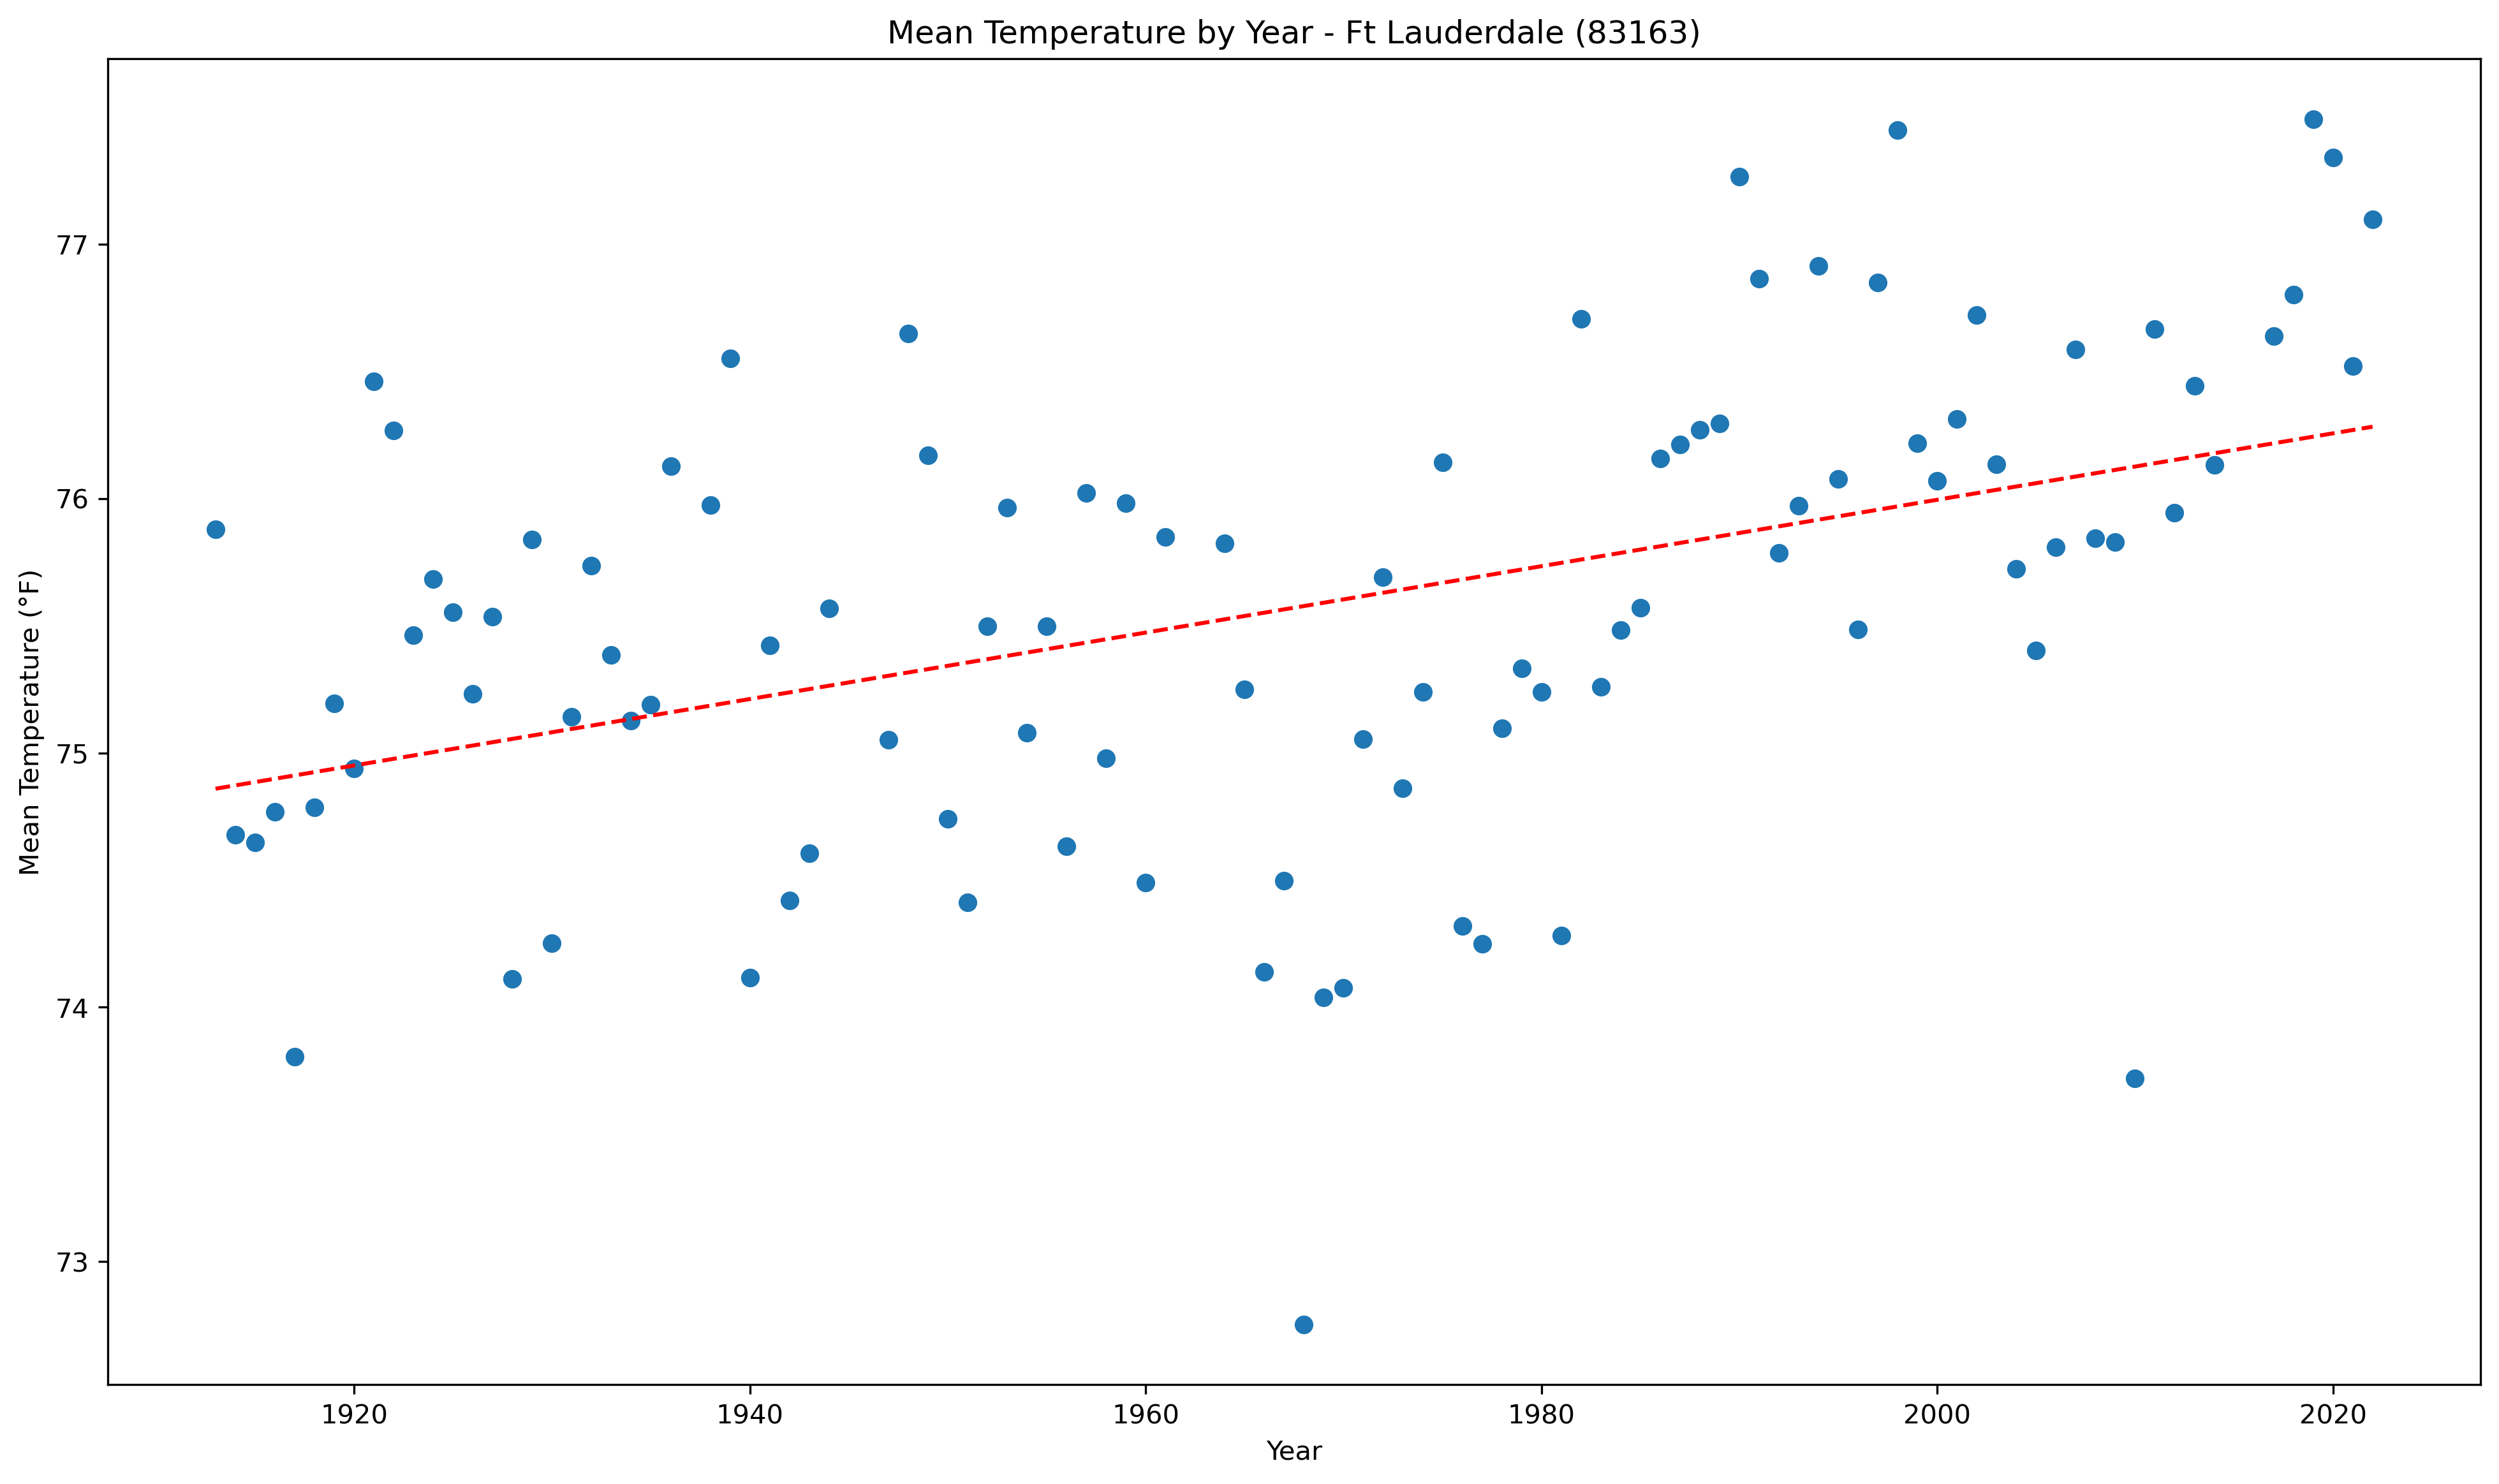 Mean Temperature by Year - Ft Lauderdale (83163)
Mean Temperature (°F)
77
76
75
74
73
1920 1940 1960 1980 2000 2020
Year